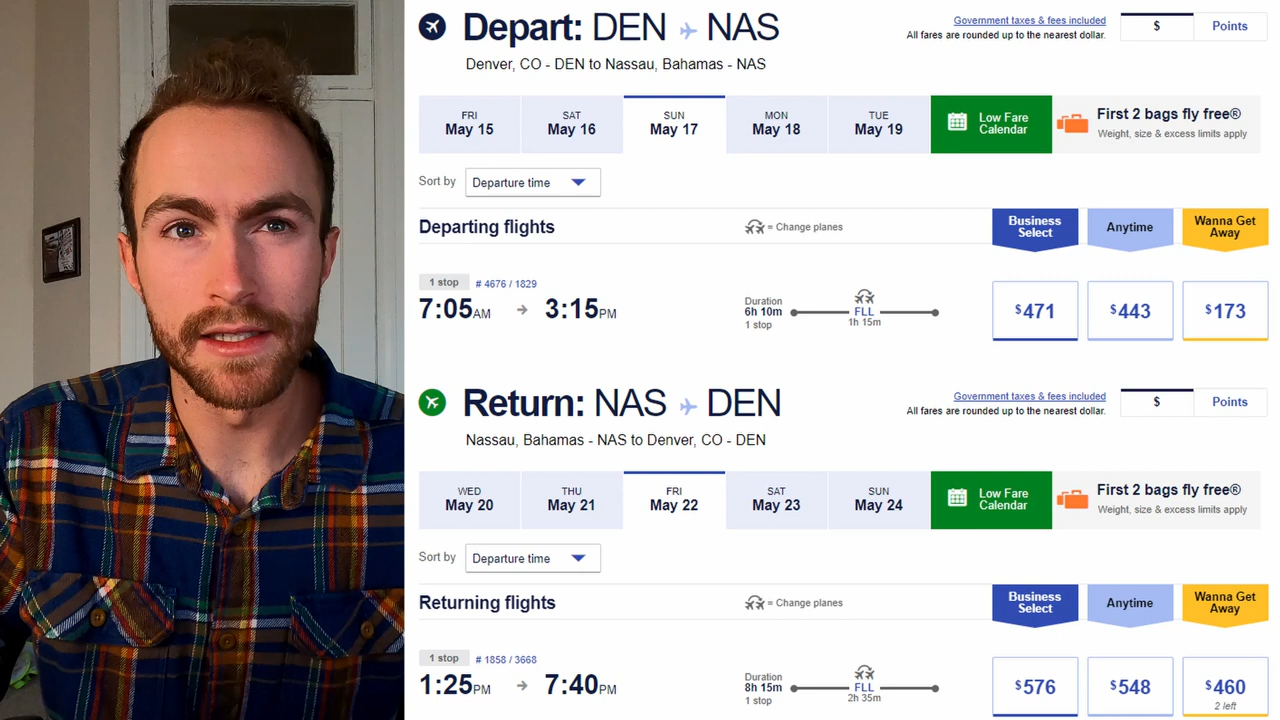 Depart: DEN NAS
Government taxes & fees included
All fares are rounded up to the nearest dollar.
$ Points
Denver, CO - DEN to Nassau, Bahamas - NAS
FRI
May 15
SAT
May 16
SUN
May 17
MON
May 18
TUE
May 19
Low Fare
Calendar
First 2 bags fly free®
Weight, size & excess limits apply
Sort by Departure time
Departing flights
= Change planes
Business
Select
Anytime
Wanna Get
Away
1 stop # 4676 / 1829
7:05AM 3:15PM
Duration
6h 10m
1 stop
FLL
1h 15m
$471
$443
$173
Return: NAS DEN
Government taxes & fees included
All fares are rounded up to the nearest dollar.
$ Points
Nassau, Bahamas - NAS to Denver, CO - DEN
WED
May 20
THU
May 21
FRI
May 22
SAT
May 23
SUN
May 24
Low Fare
Calendar
First 2 bags fly free®
Weight, size & excess limits apply
Sort by Departure time
Returning flights
= Change planes
Business
Select
Anytime
Wanna Get
Away
1 stop # 1858 / 3668
1:25PM 7:40PM
Duration
8h 15m
1 stop
FLL
2h 35m
$576
$548
$460
2 left